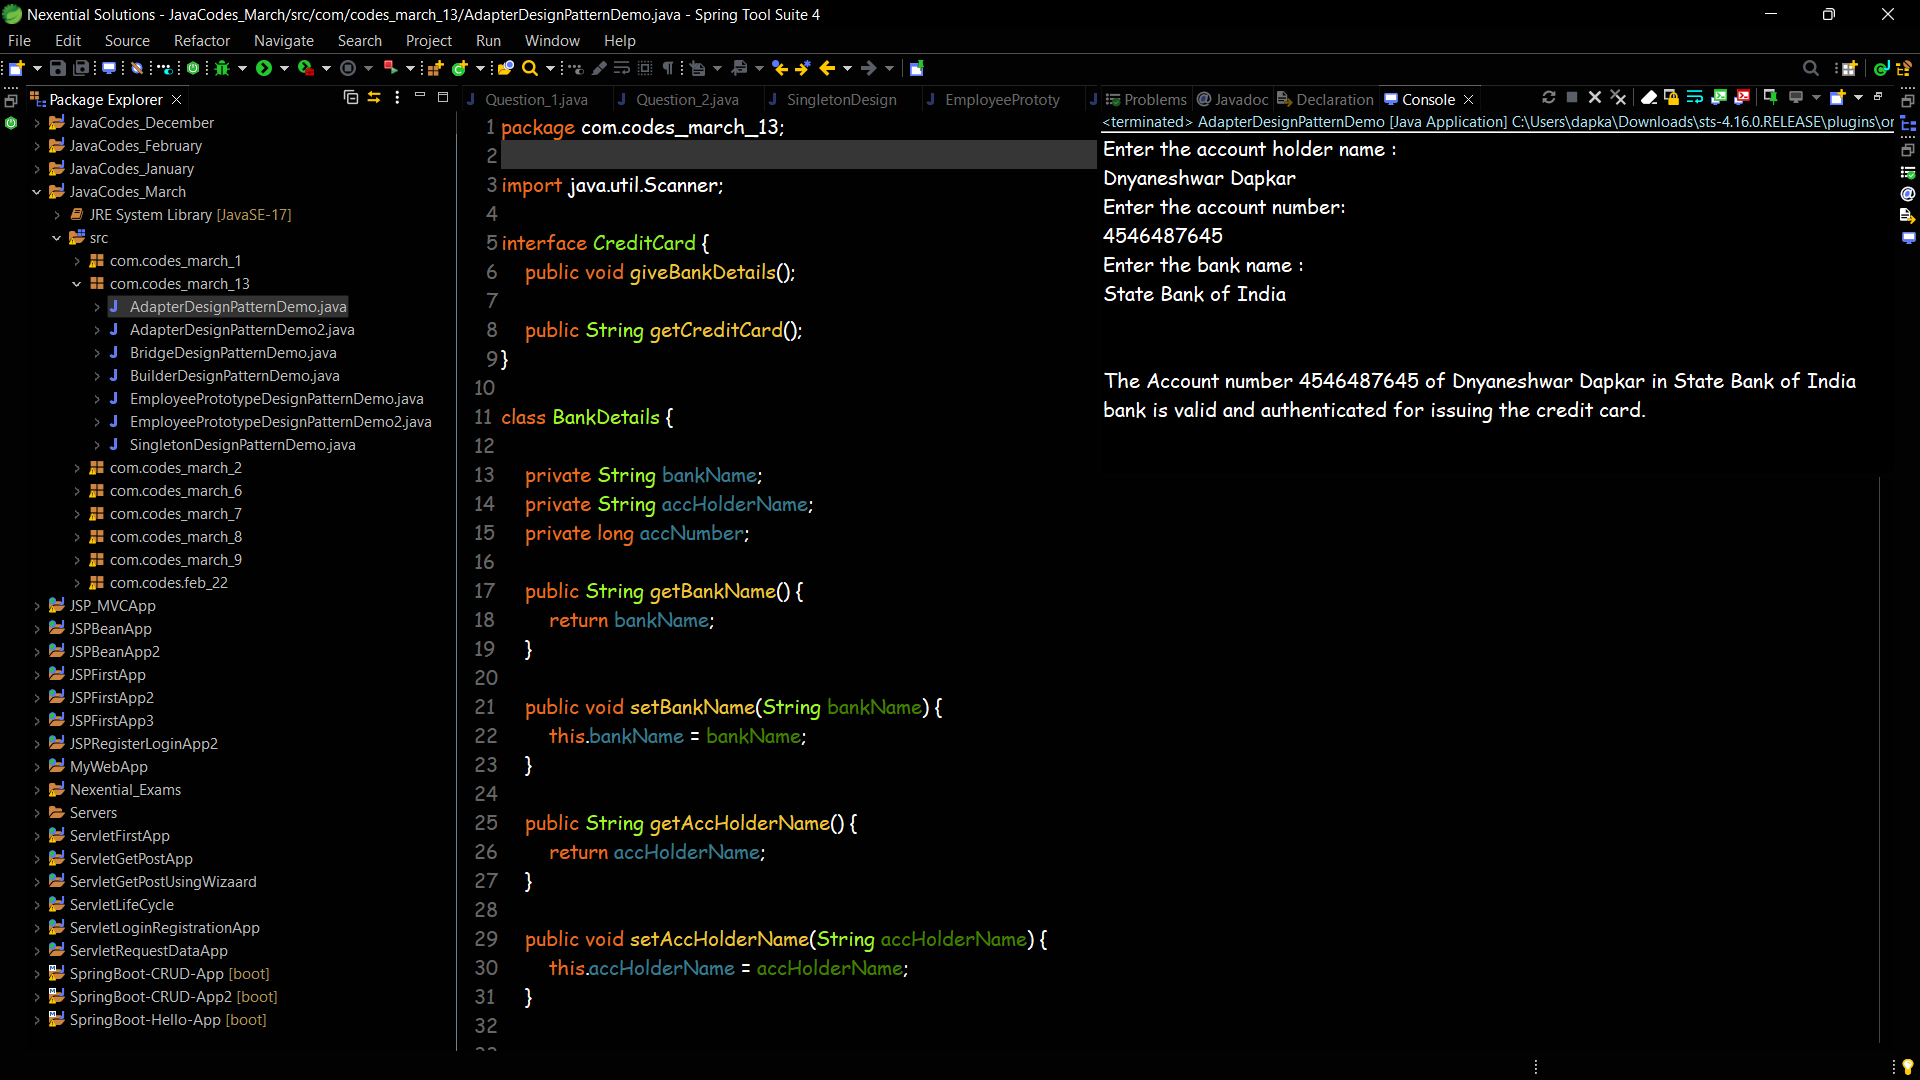 Nexential Solutions - JavaCodes_March/src/com/codes_march_13/AdapterDesignPatternDemo.java - Spring Tool Suite 4
File Edit Source Refactor Navigate Search Project Run Window Help
Package Explorer
JavaCodes_December
JavaCodes_February
JavaCodes_January
JavaCodes_March
JRE System Library [JavaSE-17]
src
com.codes_march_1
com.codes_march_13
AdapterDesignPatternDemo.java
AdapterDesignPatternDemo2.java
BridgeDesignPatternDemo.java
BuilderDesignPatternDemo.java
EmployeePrototypeDesignPatternDemo.java
EmployeePrototypeDesignPatternDemo2.java
SingletonDesignPatternDemo.java
com.codes_march_2
com.codes_march_6
com.codes_march_7
com.codes_march_8
com.codes_march_9
com.codes.feb_22
JSP_MVCApp
JSPBeanApp
JSPBeanApp2
JSPFirstApp
JSPFirstApp2
JSPFirstApp3
JSPRegisterLoginApp2
MyWebApp
Nexential_Exams
Servers
ServletFirstApp
ServletGetPostApp
ServletGetPostUsingWizaard
ServletLifeCycle
ServletLoginRegistrationApp
ServletRequestDataApp
SpringBoot-CRUD-App [boot]
SpringBoot-CRUD-App2 [boot]
SpringBoot-Hello-App [boot]
Question_1.java Question_2.java SingletonDesign EmployeePrototy
1 package com.codes_march_13;
2
3 import java.util.Scanner;
4
5 interface CreditCard {
6 public void giveBankDetails();
7
8 public String getCreditCard();
9 }
10
11 class BankDetails {
12
13 private String bankName;
14 private String accHolderName;
15 private long accNumber;
16
17 public String getBankName() {
18 return bankName;
19 }
20
21 public void setBankName(String bankName) {
22 this.bankName = bankName;
23 }
24
25 public String getAccHolderName() {
26 return accHolderName;
27 }
28
29 public void setAccHolderName(String accHolderName) {
30 this.accHolderName = accHolderName;
31 }
32
Problems Javadoc Declaration Console
<terminated> AdapterDesignPatternDemo [Java Application] C:\Users\dapka\Downloads\sts-4.16.0.RELEASE\plugins\or
Enter the account holder name :
Dnyaneshwar Dapkar
Enter the account number:
4546487645
Enter the bank name :
State Bank of India
The Account number 4546487645 of Dnyaneshwar Dapkar in State Bank of India
bank is valid and authenticated for issuing the credit card.